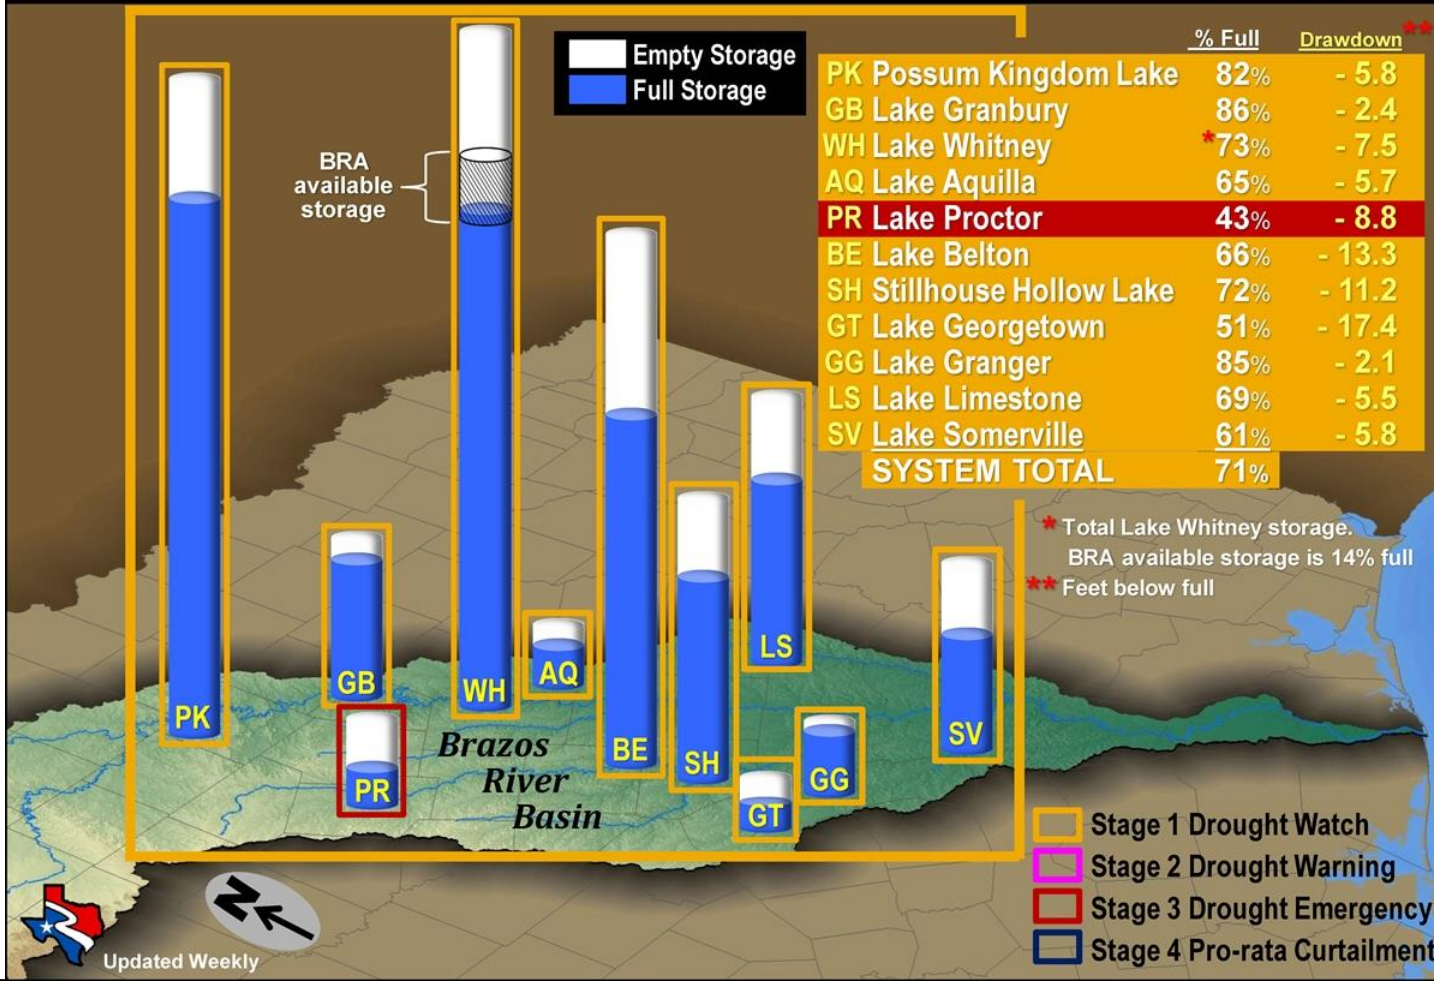 Empty Storage
Full Storage
BRA
available
storage
% Full Drawdown **
PK Possum Kingdom Lake 82% - 5.8
GB Lake Granbury 86% - 2.4
WH Lake Whitney *73% - 7.5
AQ Lake Aquilla 65% - 5.7
PR Lake Proctor 43% - 8.8
BE Lake Belton 66% - 13.3
SH Stillhouse Hollow Lake 72% - 11.2
GT Lake Georgetown 51% - 17.4
GG Lake Granger 85% - 2.1
LS Lake Limestone 69% - 5.5
SV Lake Somerville 61% - 5.8
SYSTEM TOTAL 71%
* Total Lake Whitney storage.
BRA available storage is 14% full
** Feet below full
PK
GB
WH
AQ
BE
SH
LS
SV
PR
GT
GG
Brazos
River
Basin
Stage 1 Drought Watch
Stage 2 Drought Warning
Stage 3 Drought Emergency
Stage 4 Pro-rata Curtailment
N
Updated Weekly